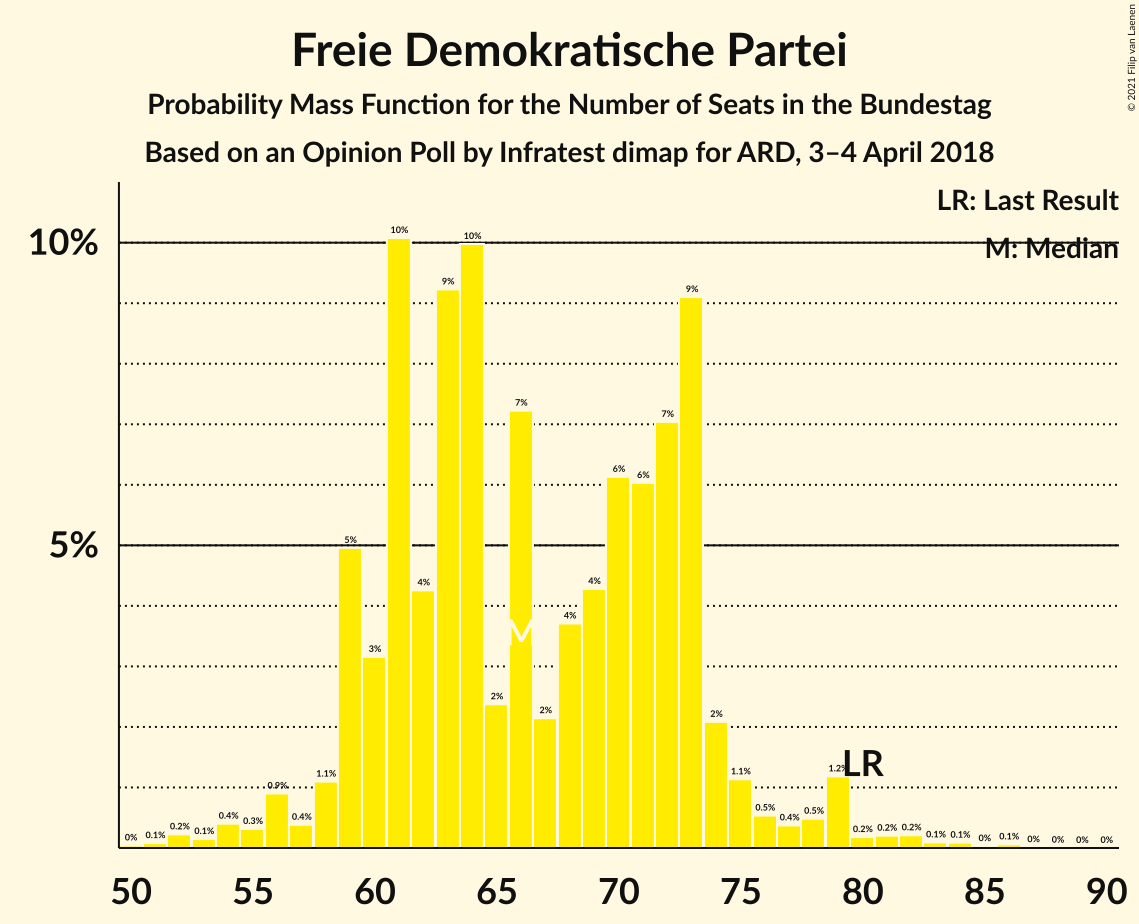 Freie Demokratische Partei
Probability Mass Function for the Number of Seats in the Bundestag
Based on an Opinion Poll by Infratest dimap for ARD, 3–4 April 2018
© 2021 Filip van Laenen
LR: Last Result
M: Median
10%
5%
0% 0.1% 0.2% 0.1% 0.4% 0.3% 0.9% 0.4% 1.1% 5% 3% 10% 4% 9% 10% 2% 7% 2% 4% 4% 6% 6% 7% 9% 2% 1.1% 0.5% 0.4% 0.5% 1.2% 0.2% 0.2% 0.2% 0.1% 0.1% 0% 0.1% 0% 0% 0% 0%
M
LR
50 55 60 65 70 75 80 85 90